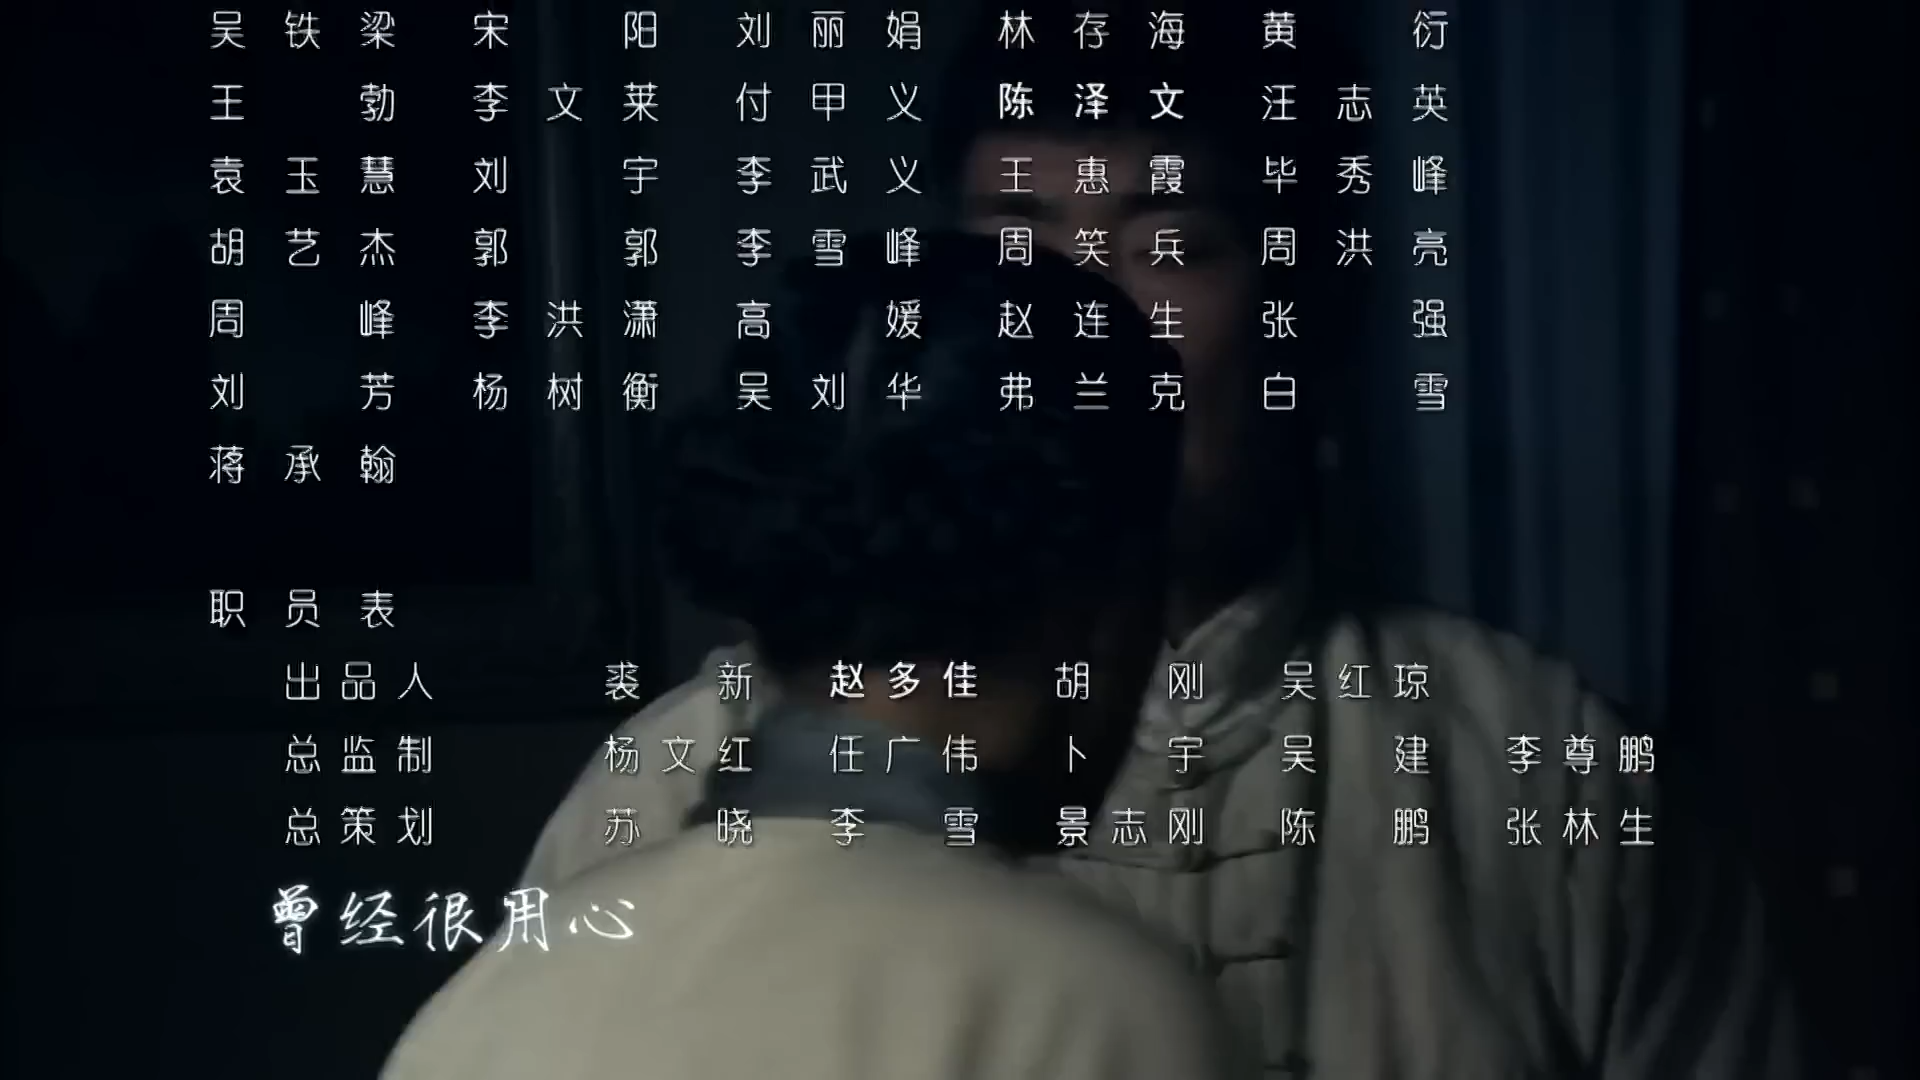 吴铁梁 宋阳 刘丽娟 林存海 黄衍
王勃 李文莱 付甲义 陈泽文 汪志英
袁玉慧 刘宇 李武义 王惠霞 毕秀峰
胡艺杰 郭郭 李雪峰 周笑兵 周洪亮
周峰 李洪潇 高媛 赵连生 张强
刘芳 杨树衡 吴刘华 弗兰克 白雪
蒋承翰
职员表
出品人 裘新 赵多佳 胡刚 吴红琼
总监制 杨文红 任广伟 卜宇 吴建 李尊鹏
总策划 苏晓 李雪 景志刚 陈鹏 张林生
曾经很用心